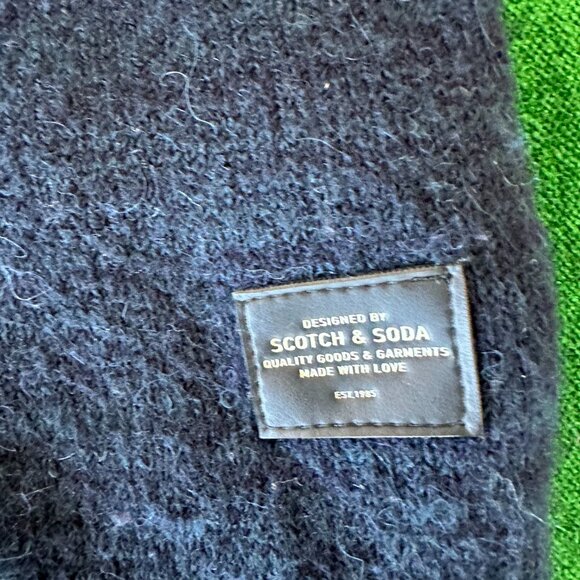 DESIGNED BY
SCOTCH & SODA
QUALITY GOODS & GARMENTS
MADE WITH LOVE
EST.1985